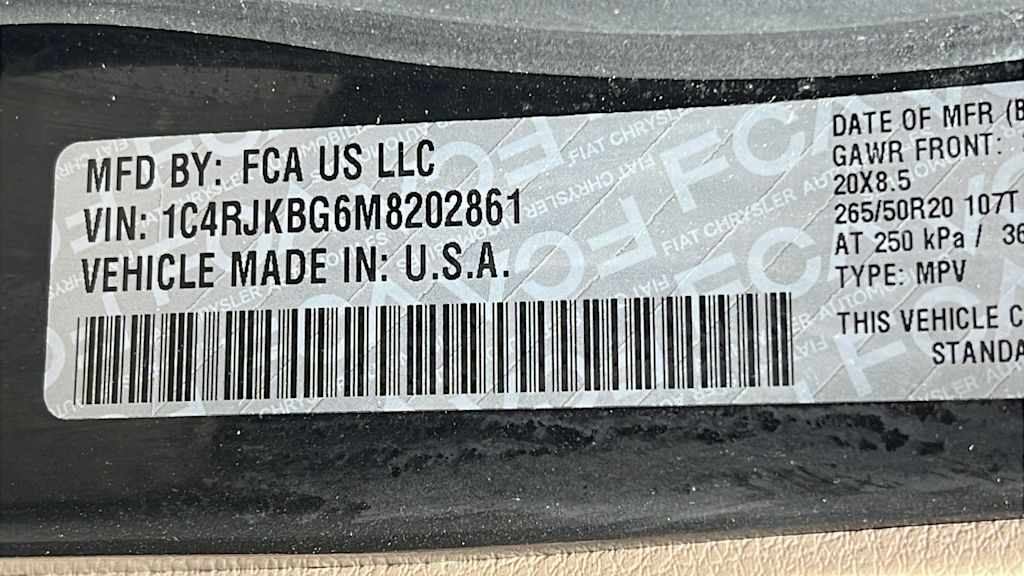 MFD BY: FCA US LLC
VIN: 1C4RJKBG6M8202861
VEHICLE MADE IN: U.S.A.
DATE OF MFR (B
GAWR FRONT:
20X8.5
265/50R20 107T
AT 250 kPa / 36
TYPE: MPV
THIS VEHICLE C
STANDA